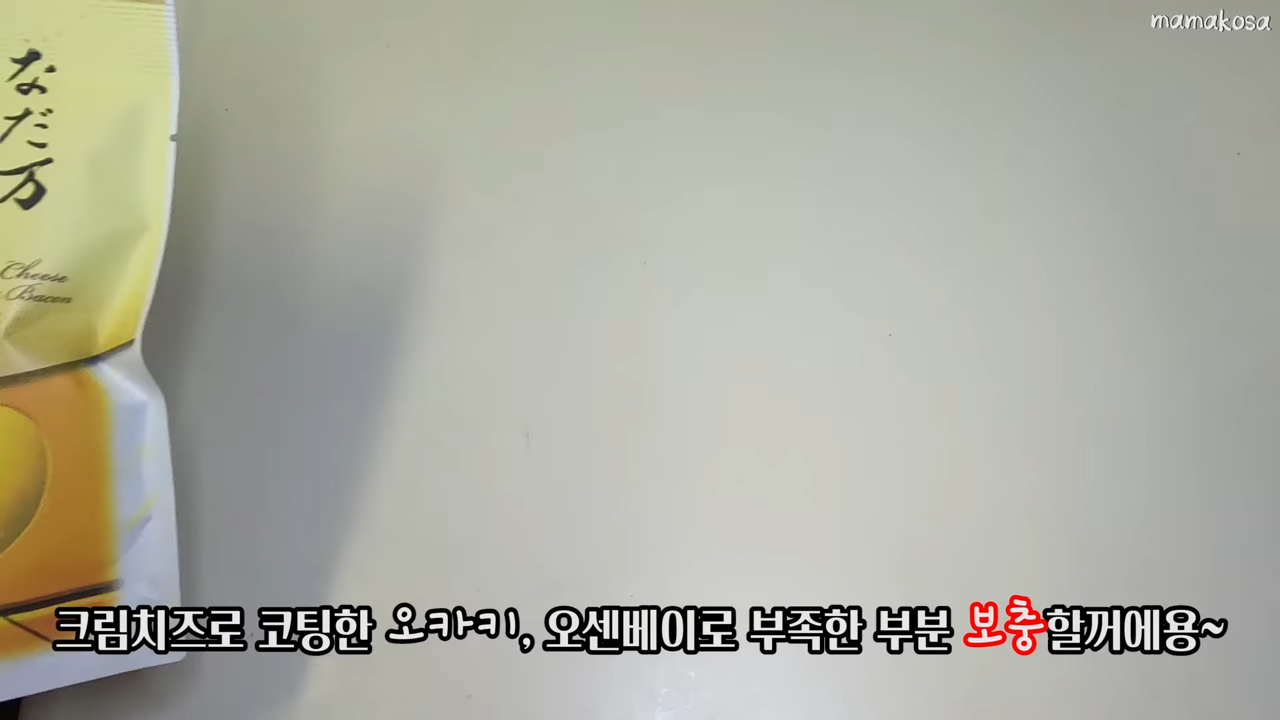 mamakosa
なだ万
Cheese
Bacon
크림치즈로 코팅한 오카키, 오센베이로 부족한 부분 보충할꺼에용~